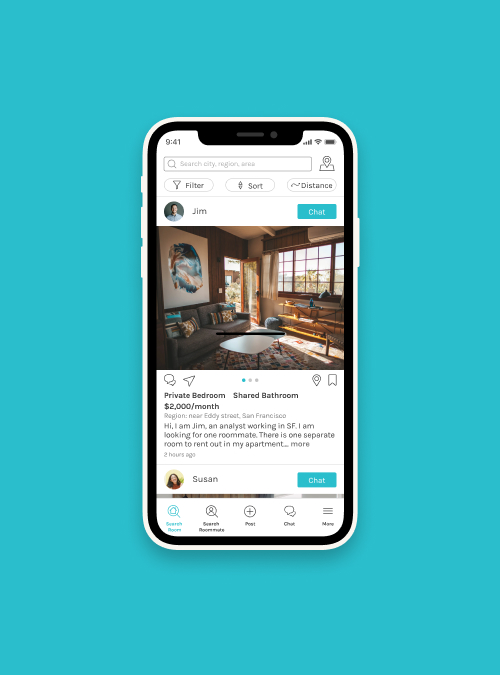 9:41
Search city, region, area
Filter
Sort
Distance
Jim
Chat
Private Bedroom Shared Bathroom
$2,000/month
Region: near Eddy street, San Francisco
Hi, I am Jim, an analyst working in SF. I am
looking for one roommate. There is one separate
room to rent out in my apartment... more
2 hours ago
Susan
Chat
Search Room
Search Roommate
Post
Chat
More